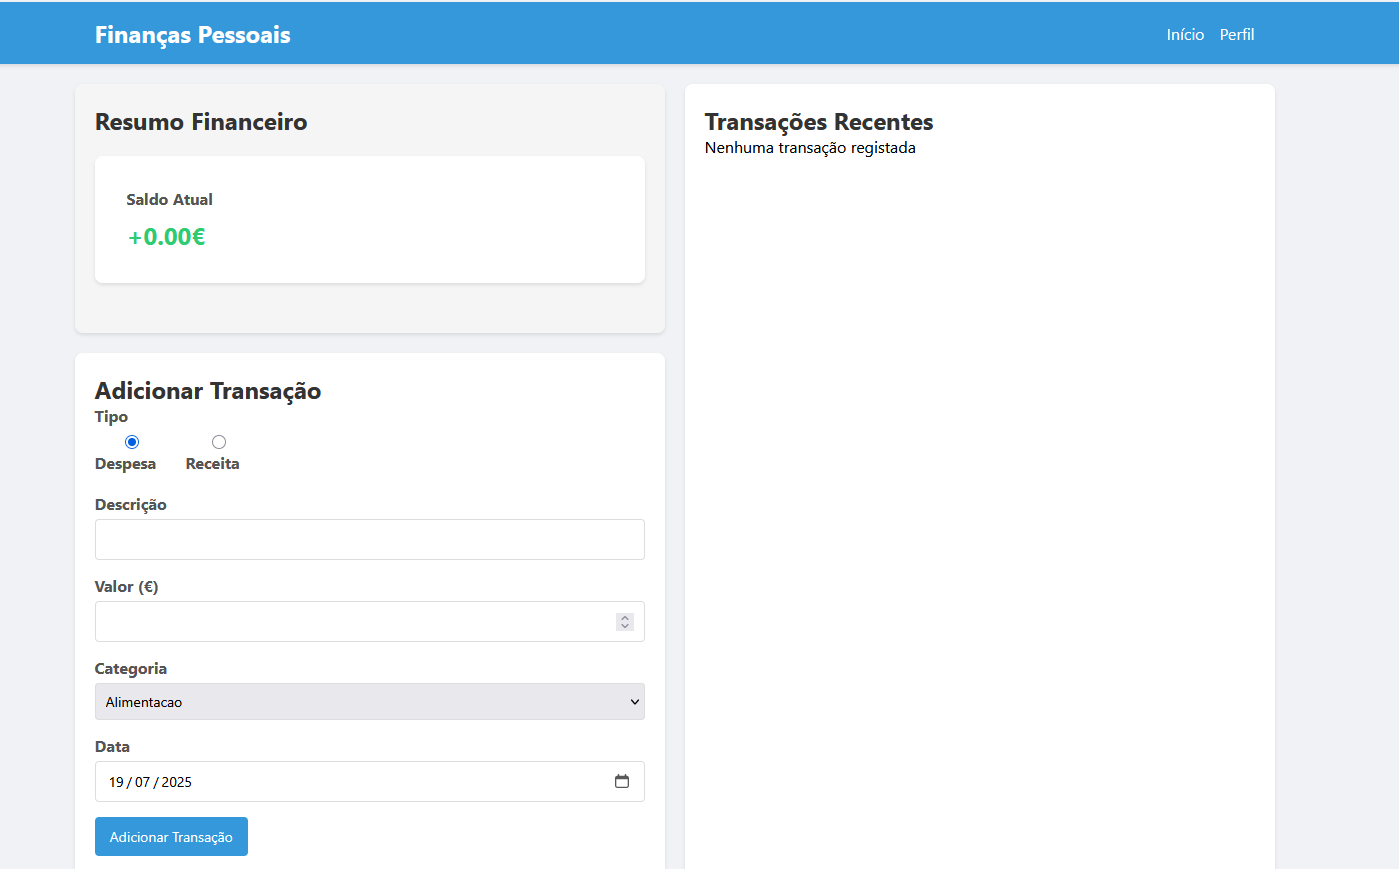 Finanças Pessoais
Início Perfil
Resumo Financeiro
Saldo Atual
+0.00€
Adicionar Transação
Tipo
Despesa Receita
Descrição
Valor (€)
Categoria
Alimentacao
Data
19 / 07 / 2025
Adicionar Transação
Transações Recentes
Nenhuma transação registada